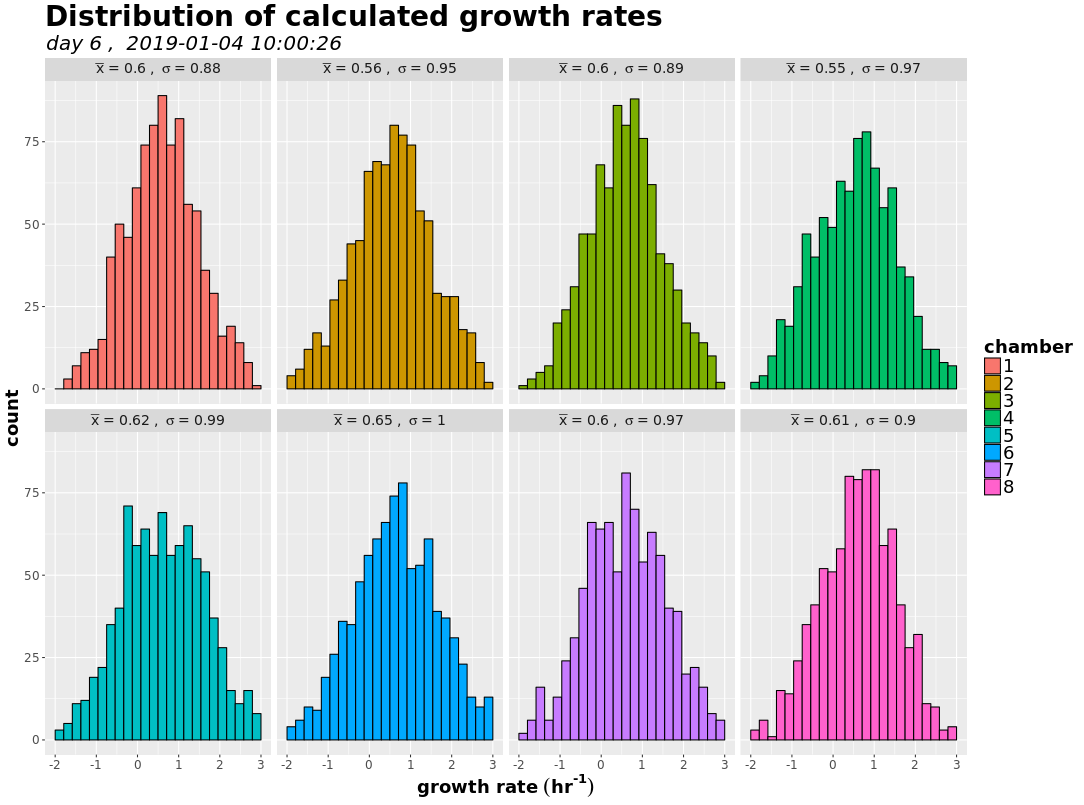 Distribution of calculated growth rates
day 6 ,  2019-01-04 10:00:26
x̅ = 0.6 ,  σ = 0.88
x̅ = 0.56 ,  σ = 0.95
x̅ = 0.6 ,  σ = 0.89
x̅ = 0.55 ,  σ = 0.97
75
50
25
0
x̅ = 0.62 ,  σ = 0.99
x̅ = 0.65 ,  σ = 1
x̅ = 0.6 ,  σ = 0.97
x̅ = 0.61 ,  σ = 0.9
75
50
25
0
-2 -1 0 1 2 3
-2 -1 0 1 2 3
-2 -1 0 1 2 3
-2 -1 0 1 2 3
count
growth rate (hr⁻¹)
chamber
1
2
3
4
5
6
7
8